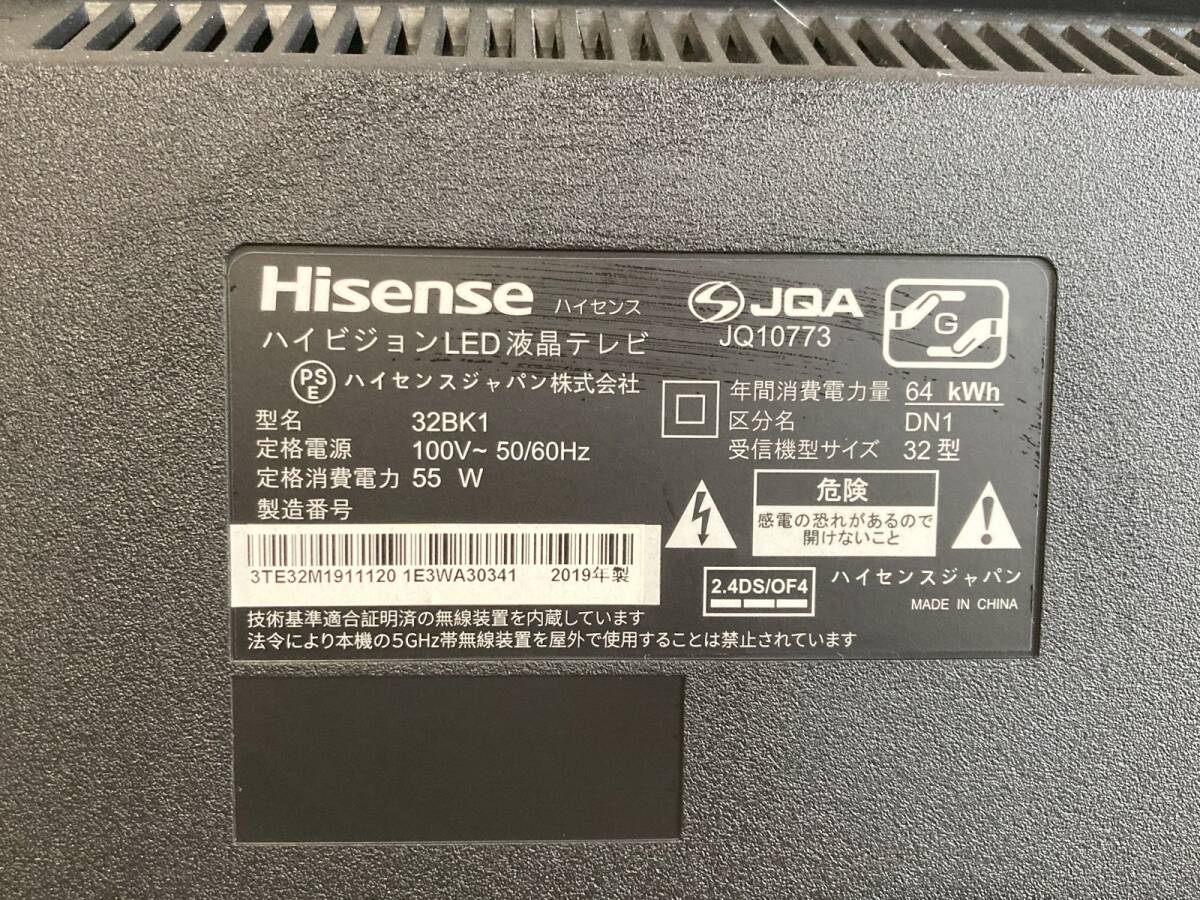 Hisense ハイセンス
ハイビジョンLED液晶テレビ
PSE ハイセンスジャパン株式会社
型名 32BK1
定格電源 100V~ 50/60Hz
定格消費電力 55 W
製造番号
3TE32M1911120 1E3WA30341 2019年製
JQA
JQ10773
G
年間消費電力量 64 kWh
区分名 DN1
受信機型サイズ 32型
危険
感電の恐れがあるので
開けないこと
2.4DS/OF4
ハイセンスジャパン
MADE IN CHINA
技術基準適合証明済の無線装置を内蔵しています
法令により本機の5GHz帯無線装置を屋外で使用することは禁止されています